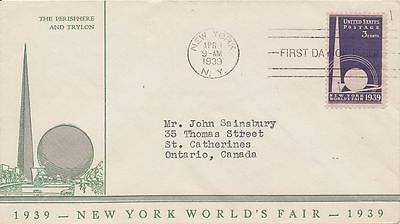 THE PERISPHERE
AND TRYLON
NEW YORK
APR 1
9-AM
1939
N.Y.
FIRST DAY O
UNITED STATES
POSTAGE
3 CENTS
NEW YORK
WORLD'S FAIR 1939
Mr. John Sainsbury
35 Thomas Street
St. Catherines
Ontario, Canada
1939 — NEW YORK WORLD'S FAIR — 1939